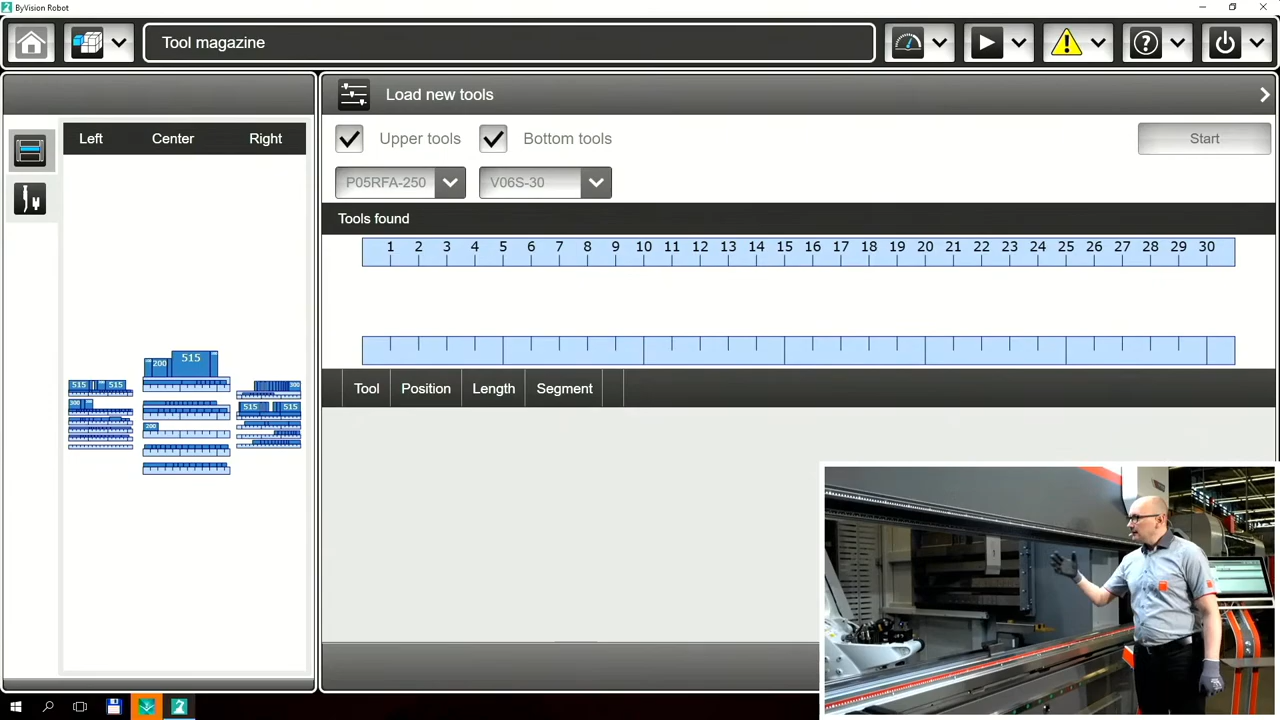 ByVision Robot
Tool magazine
Load new tools
Left Center Right
Upper tools Bottom tools
Start
P05RFA-250 V06S-30
Tools found
1 2 3 4 5 6 7 8 9 10 11 12 13 14 15 16 17 18 19 20 21 22 23 24 25 26 27 28 29 30
515
200
515 515
300
300
515 515
200
Tool Position Length Segment